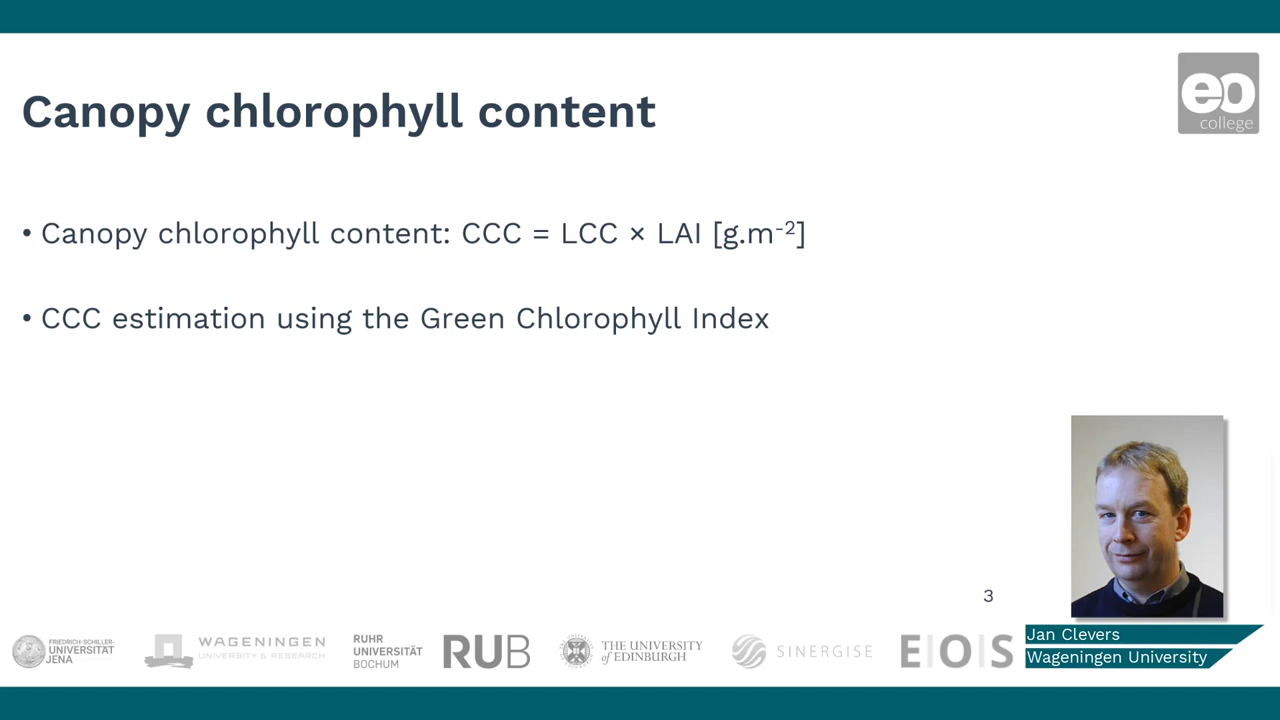 Canopy chlorophyll content
eo
college
• Canopy chlorophyll content: CCC = LCC × LAI [g.m⁻²]
• CCC estimation using the Green Chlorophyll Index
3
FRIEDRICH-SCHILLER-
UNIVERSITÄT
JENA
WAGENINGEN
UNIVERSITY & RESEARCH
RUHR
UNIVERSITÄT
BOCHUM
RUB
THE UNIVERSITY
of EDINBURGH
SINERGISE
E|O|S
Jan Clevers
Wageningen University